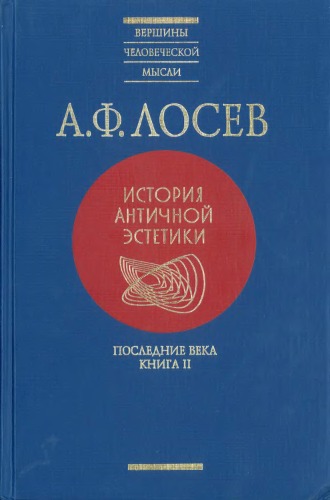 ВЕРШИНЫ
ЧЕЛОВЕЧЕСКОЙ
МЫСЛИ
А.Ф.ЛОСЕВ
ИСТОРИЯ
АНТИЧНОЙ
ЭСТЕТИКИ
ПОСЛЕДНИЕ ВЕКА
КНИГА II